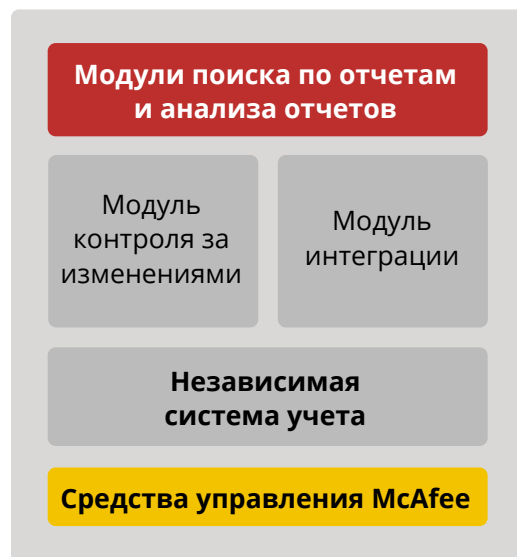 Модули поиска по отчетам
и анализа отчетов
Модуль
контроля за
изменениями
Модуль
интеграции
Независимая
система учета
Средства управления McAfee